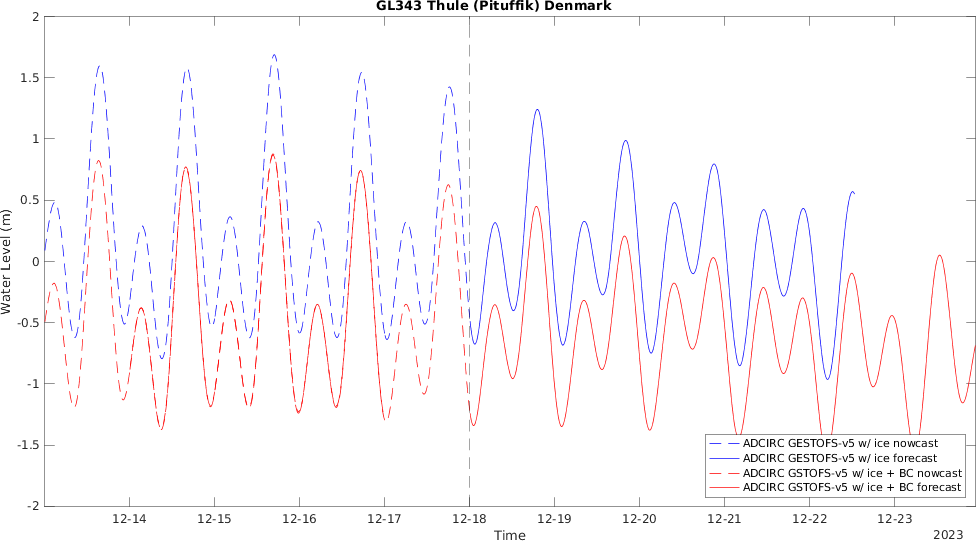 GL343 Thule (Pituffik) Denmark
2
1.5
1
0.5
0
-0.5
-1
-1.5
-2
Water Level (m)
ADCIRC GESTOFS-v5 w/ ice nowcast
ADCIRC GESTOFS-v5 w/ ice forecast
ADCIRC GSTOFS-v5 w/ ice + BC nowcast
ADCIRC GSTOFS-v5 w/ ice + BC forecast
12-14 12-15 12-16 12-17 12-18 12-19 12-20 12-21 12-22 12-23
Time
2023